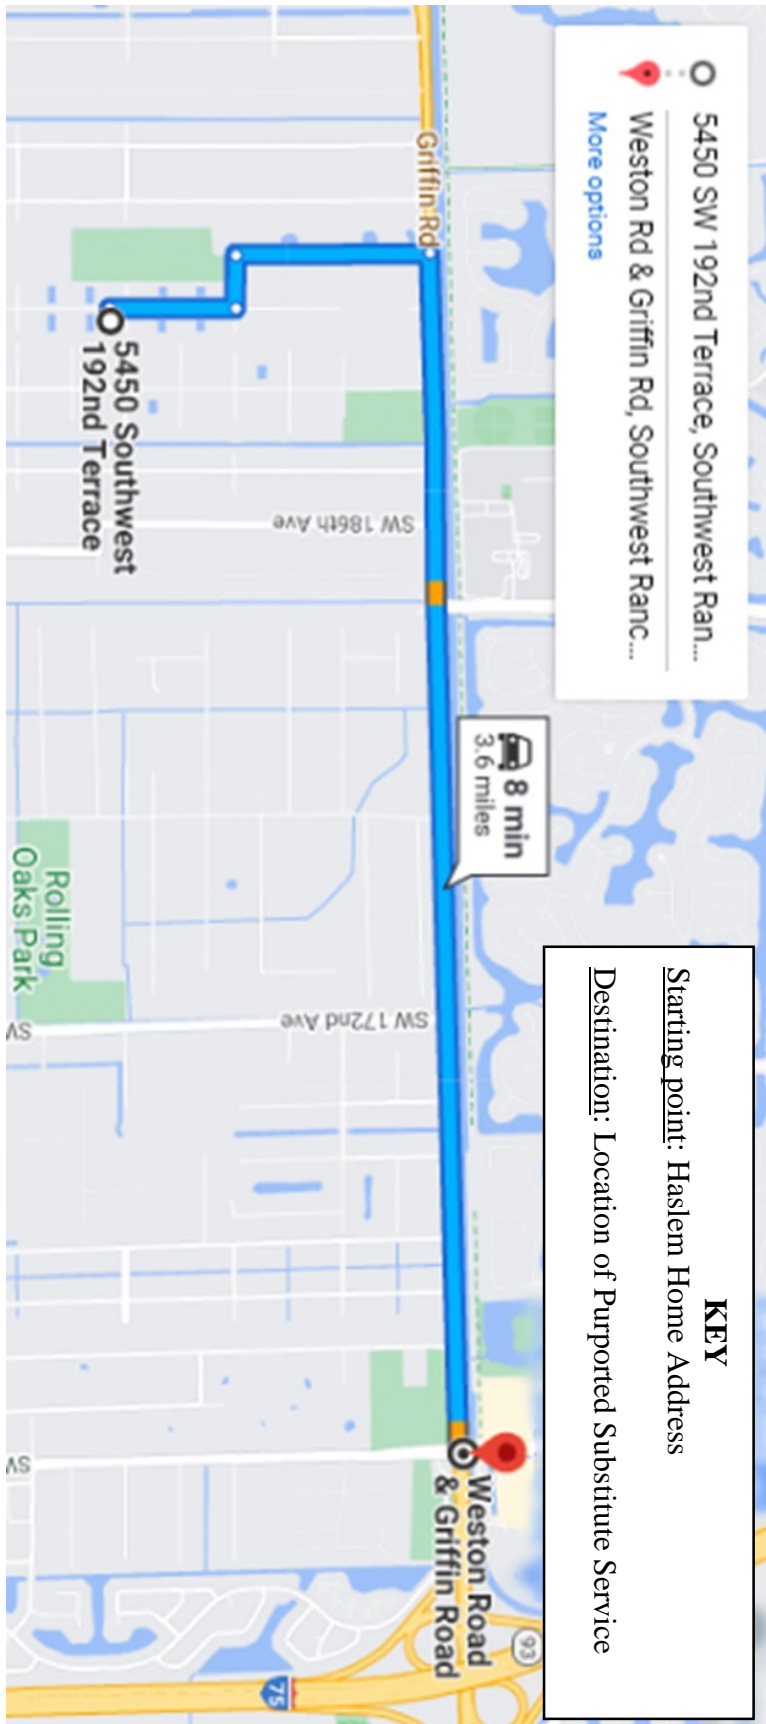 5450 SW 192nd Terrace, Southwest Ran...
Weston Rd & Griffin Rd, Southwest Ranc...
More options
KEY
Starting point: Haslem Home Address
Destination: Location of Purported Substitute Service
8 min
3.6 miles
Griffin Rd
5450 Southwest
192nd Terrace
SW 186th Ave
Rolling
Oaks Park
SW 172nd Ave
SW
SW
Weston Road
& Griffin Road
93
75